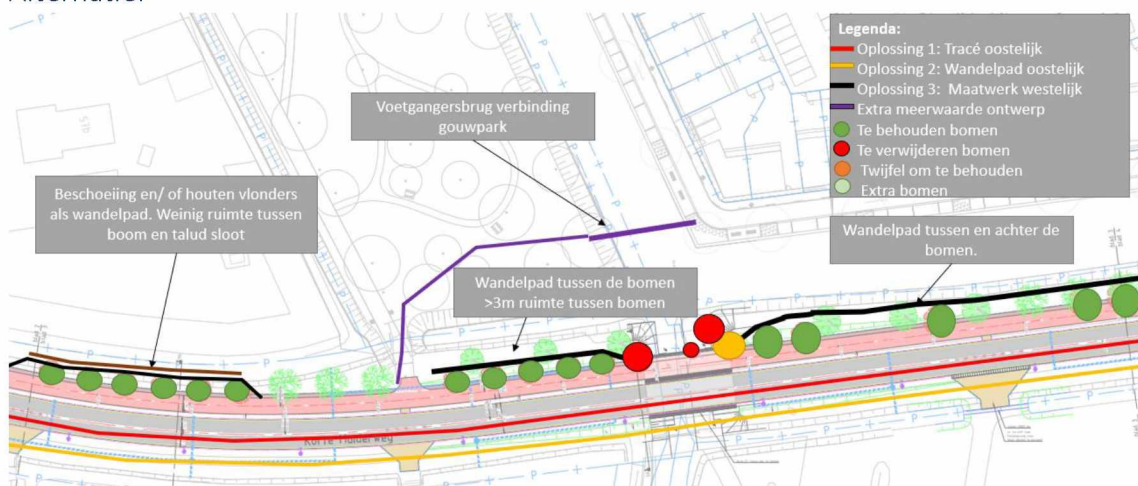 Legenda:
Oplossing 1: Tracé oostelijk
Oplossing 2: Wandelpad oostelijk
Oplossing 3: Maatwerk westelijk
Extra meerwaarde ontwerp
Te behouden bomen
Te verwijderen bomen
Twijfel om te behouden
Extra bomen
Voetgangersbrug verbinding
gouwpark
Beschoeiing en/ of houten vlonders
als wandelpad. Weinig ruimte tussen
boom en talud sloot
Wandelpad tussen en achter de
bomen.
Wandelpad tussen de bomen
>3m ruimte tussen bomen
Korte Muiderweg